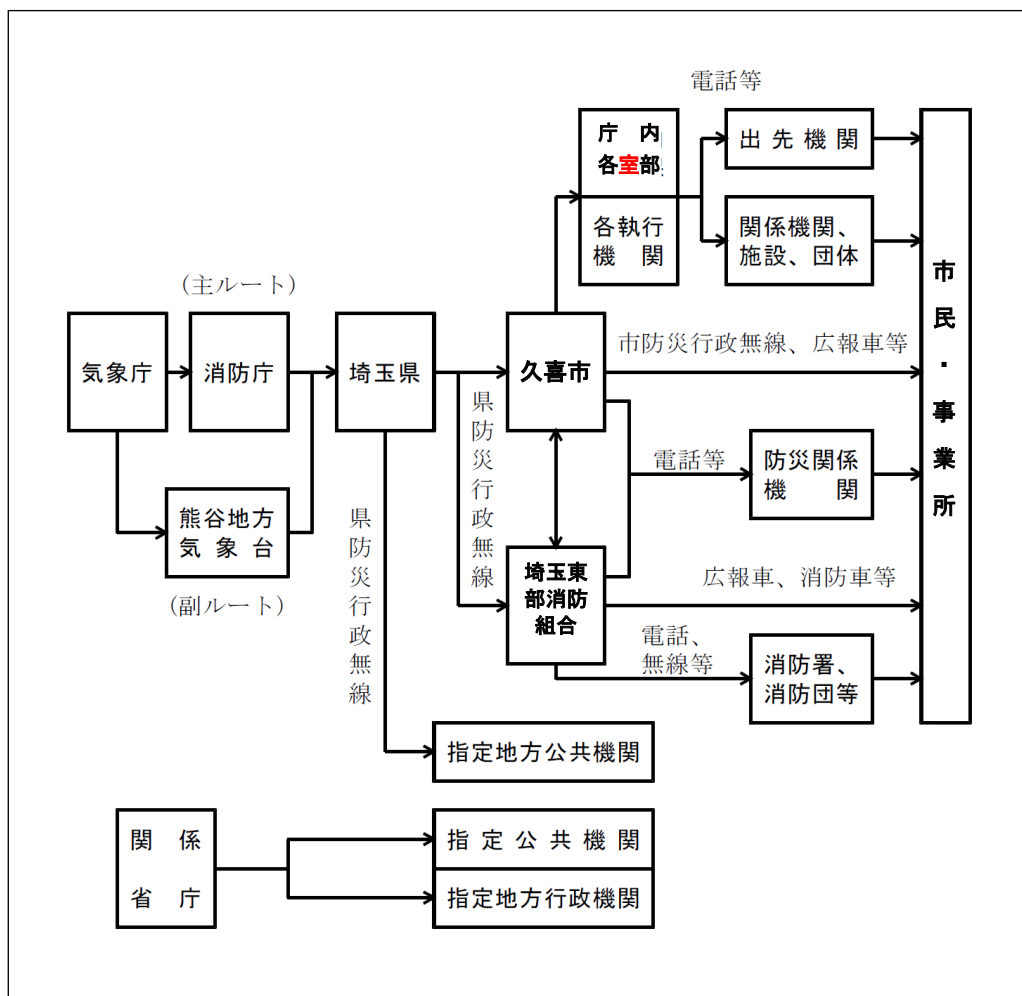 電話等
庁　内
各室部
各執行
機　関
出先機関
関係機関、
施設、団体
市民・事業所
(主ルート)
気象庁
消防庁
埼玉県
久喜市
市防災行政無線、広報車等
県防災行政無線
電話等
防災関係
機　関
熊谷地方
気象台
(副ルート)
県防災行政無線
埼玉東
部消防
組合
広報車、消防車等
電話、
無線等
消防署、
消防団等
指定地方公共機関
関　係
省　庁
指定公共機関
指定地方行政機関